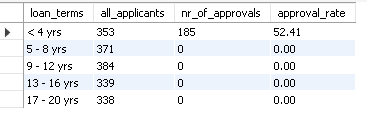 loan_terms all_applicants nr_of_approvals approval_rate
< 4 yrs 353 185 52.41
5 - 8 yrs 371 0 0.00
9 - 12 yrs 384 0 0.00
13 - 16 yrs 339 0 0.00
17 - 20 yrs 338 0 0.00